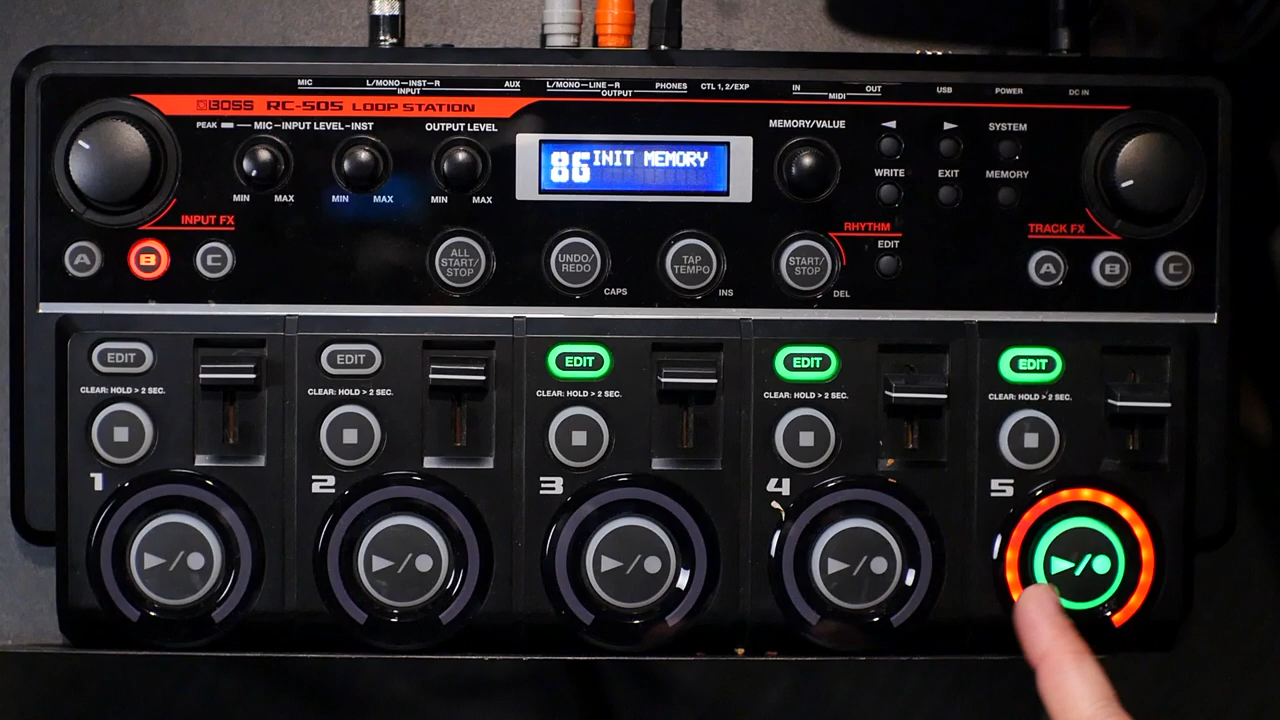 MIC L/MONO—INST—R AUX L/MONO—LINE—R PHONES CTL 1, 2/EXP IN OUT USB POWER DC IN
INPUT OUTPUT MIDI
BOSS RC-505 LOOP STATION
PEAK MIC—INPUT LEVEL—INST OUTPUT LEVEL MEMORY/VALUE SYSTEM
MIN MAX MIN MAX MIN MAX
86 INIT MEMORY
WRITE EXIT MEMORY
INPUT FX RHYTHM TRACK FX
EDIT
A B C
ALL START/STOP
UNDO/REDO
CAPS
TAP TEMPO
INS
START/STOP
DEL
A B C
EDIT EDIT EDIT EDIT EDIT
CLEAR: HOLD > 2 SEC. CLEAR: HOLD > 2 SEC. CLEAR: HOLD > 2 SEC. CLEAR: HOLD > 2 SEC. CLEAR: HOLD > 2 SEC.
1 2 3 4 5